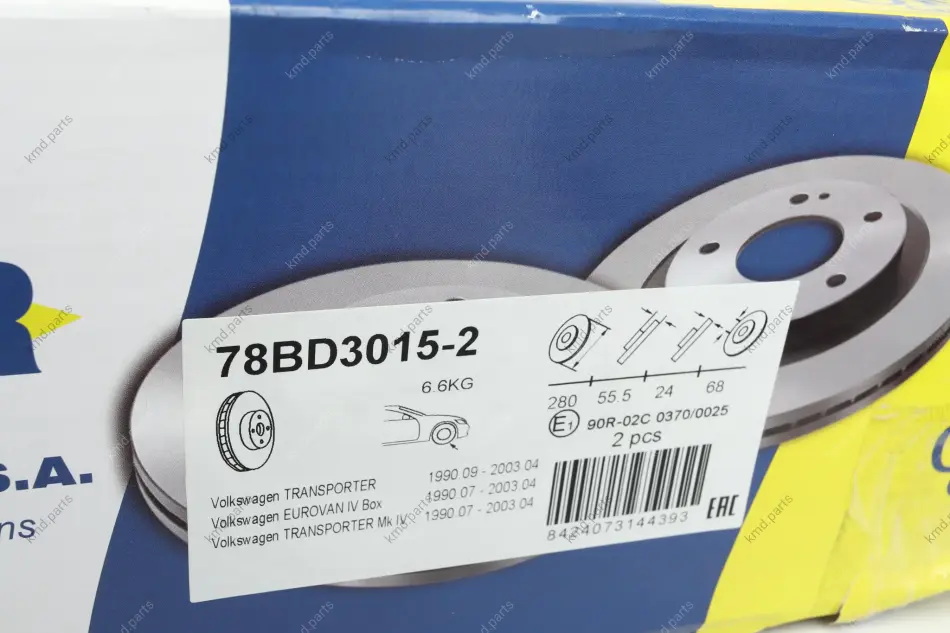 R
S.A.
ns
78BD3015-2
6.6KG
280 55.5 24 68
E1 90R-02C 0370/0025
2 pcs
Volkswagen TRANSPORTER 1990.09 - 2003.04
Volkswagen EUROVAN IV Box 1990.07 - 2003.04
Volkswagen TRANSPORTER Mk IV 1990.07 - 2003.04
8424073144393
EAC
kmd.parts